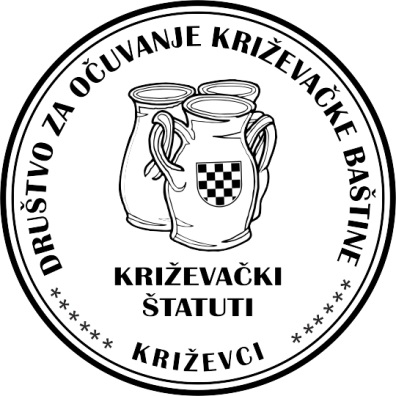 DRUŠTVO ZA OČUVANJE KRIŽEVAČKE BAŠTINE
KRIŽEVAČKI
ŠTATUTI
****** KRIŽEVCI ******